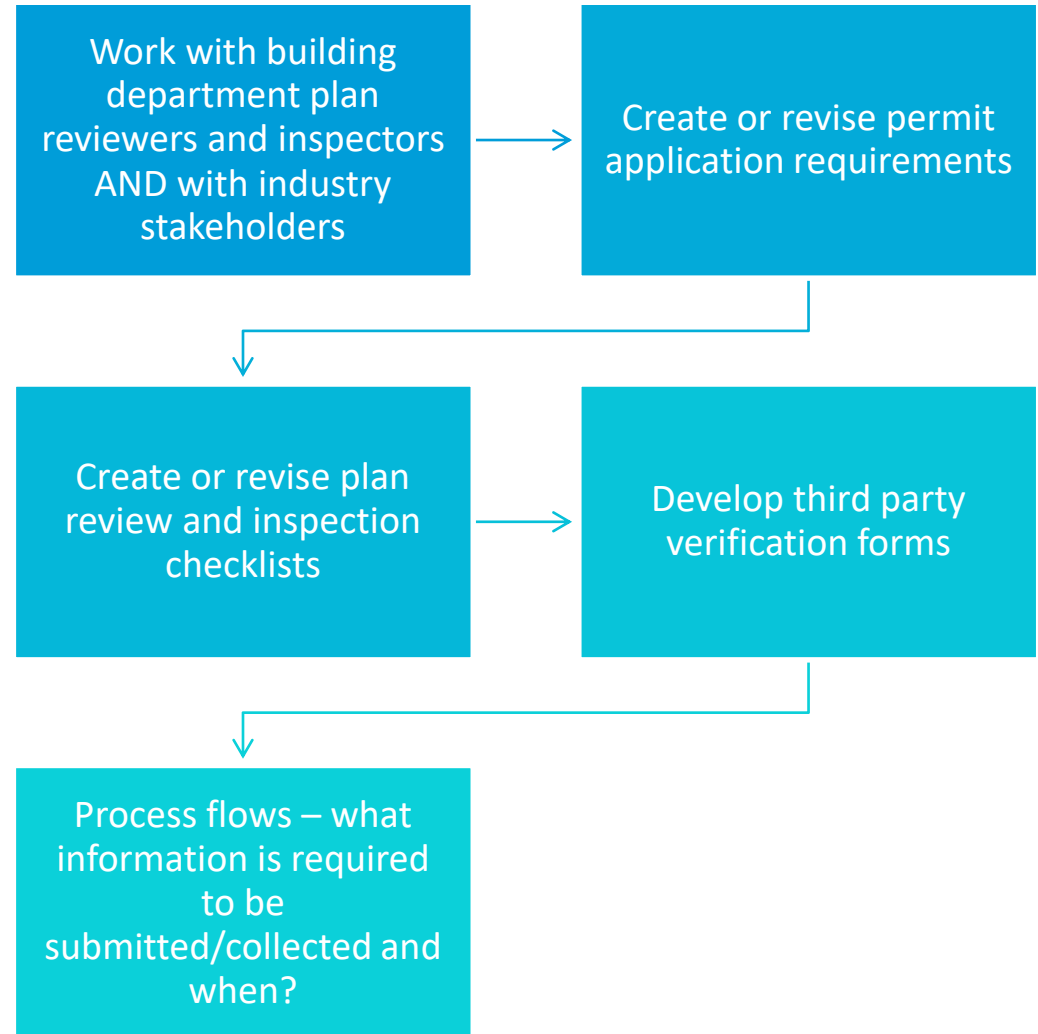 Work with building
department plan
reviewers and inspectors
AND with industry
stakeholders
Create or revise permit
application requirements
Create or revise plan
review and inspection
checklists
Develop third party
verification forms
Process flows – what
information is required
to be
submitted/collected and
when?